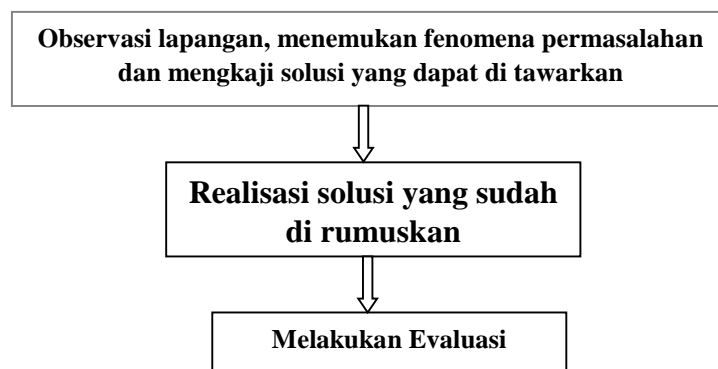 Observasi lapangan, menemukan fenomena permasalahan
dan mengkaji solusi yang dapat di tawarkan
Realisasi solusi yang sudah
di rumuskan
Melakukan Evaluasi